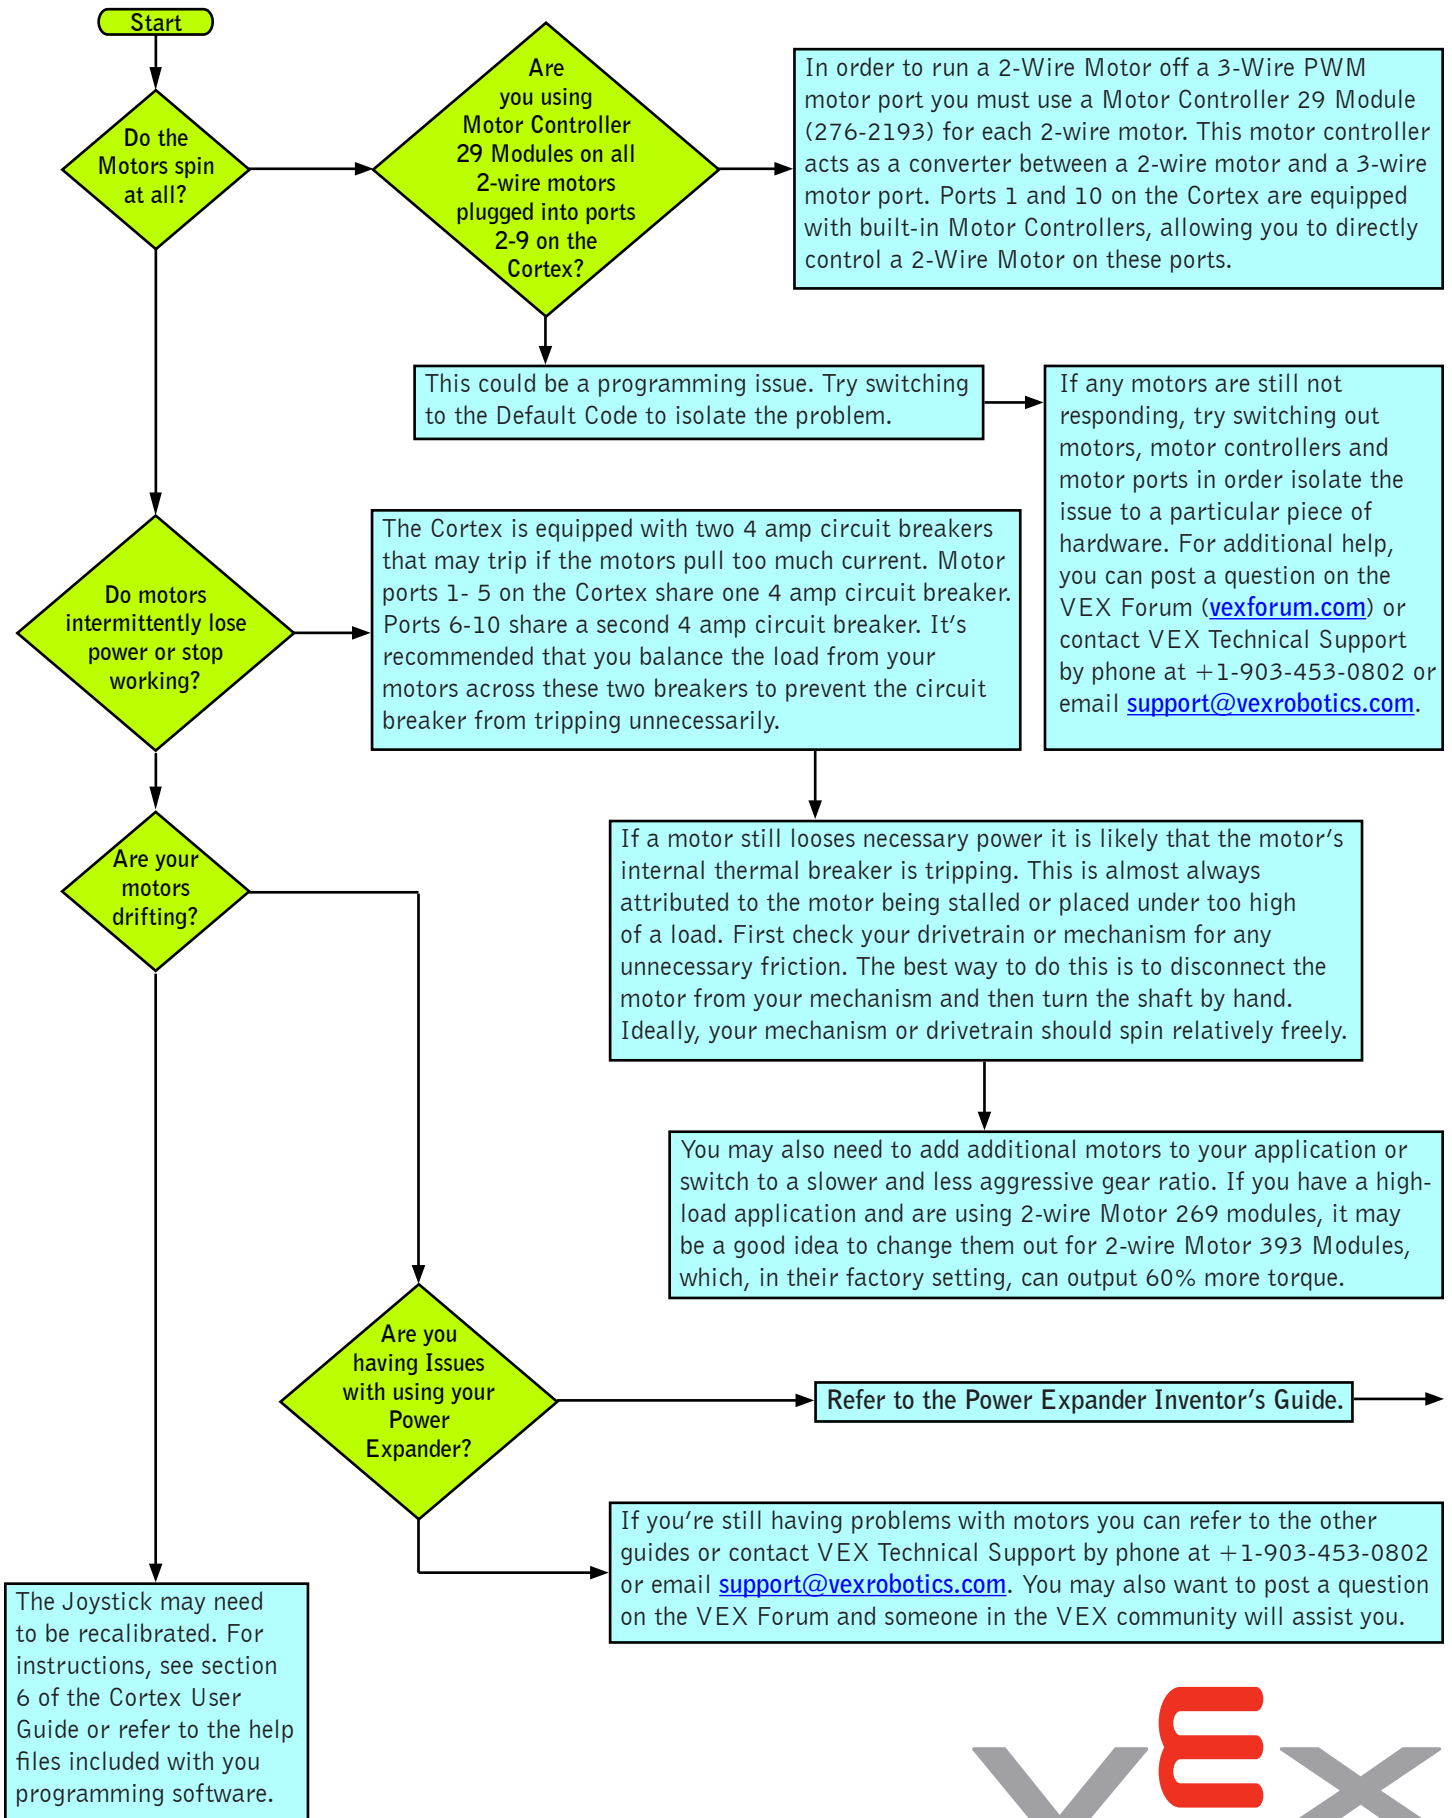 Start
Do the
Motors spin
at all?
Are
you using
Motor Controller
29 Modules on all
2-wire motors
plugged into ports
2-9 on the
Cortex?
In order to run a 2-Wire Motor off a 3-Wire PWM
motor port you must use a Motor Controller 29 Module
(276-2193) for each 2-wire motor. This motor controller
acts as a converter between a 2-wire motor and a 3-wire
motor port. Ports 1 and 10 on the Cortex are equipped
with built-in Motor Controllers, allowing you to directly
control a 2-Wire Motor on these ports.
This could be a programming issue. Try switching
to the Default Code to isolate the problem.
If any motors are still not
responding, try switching out
motors, motor controllers and
motor ports in order isolate the
issue to a particular piece of
hardware. For additional help,
you can post a question on the
VEX Forum (vexforum.com) or
contact VEX Technical Support
by phone at +1-903-453-0802 or
email support@vexrobotics.com.
Do motors
intermittently lose
power or stop
working?
The Cortex is equipped with two 4 amp circuit breakers
that may trip if the motors pull too much current. Motor
ports 1- 5 on the Cortex share one 4 amp circuit breaker.
Ports 6-10 share a second 4 amp circuit breaker. It's
recommended that you balance the load from your
motors across these two breakers to prevent the circuit
breaker from tripping unnecessarily.
If a motor still looses necessary power it is likely that the motor's
internal thermal breaker is tripping. This is almost always
attributed to the motor being stalled or placed under too high
of a load. First check your drivetrain or mechanism for any
unnecessary friction. The best way to do this is to disconnect the
motor from your mechanism and then turn the shaft by hand.
Ideally, your mechanism or drivetrain should spin relatively freely.
You may also need to add additional motors to your application or
switch to a slower and less aggressive gear ratio. If you have a high-
load application and are using 2-wire Motor 269 modules, it may
be a good idea to change them out for 2-wire Motor 393 Modules,
which, in their factory setting, can output 60% more torque.
Are your
motors
drifting?
Are you
having Issues
with using your
Power
Expander?
Refer to the Power Expander Inventor's Guide.
If you're still having problems with motors you can refer to the other
guides or contact VEX Technical Support by phone at +1-903-453-0802
or email support@vexrobotics.com. You may also want to post a question
on the VEX Forum and someone in the VEX community will assist you.
The Joystick may need
to be recalibrated. For
instructions, see section
6 of the Cortex User
Guide or refer to the help
files included with you
programming software.
VEX